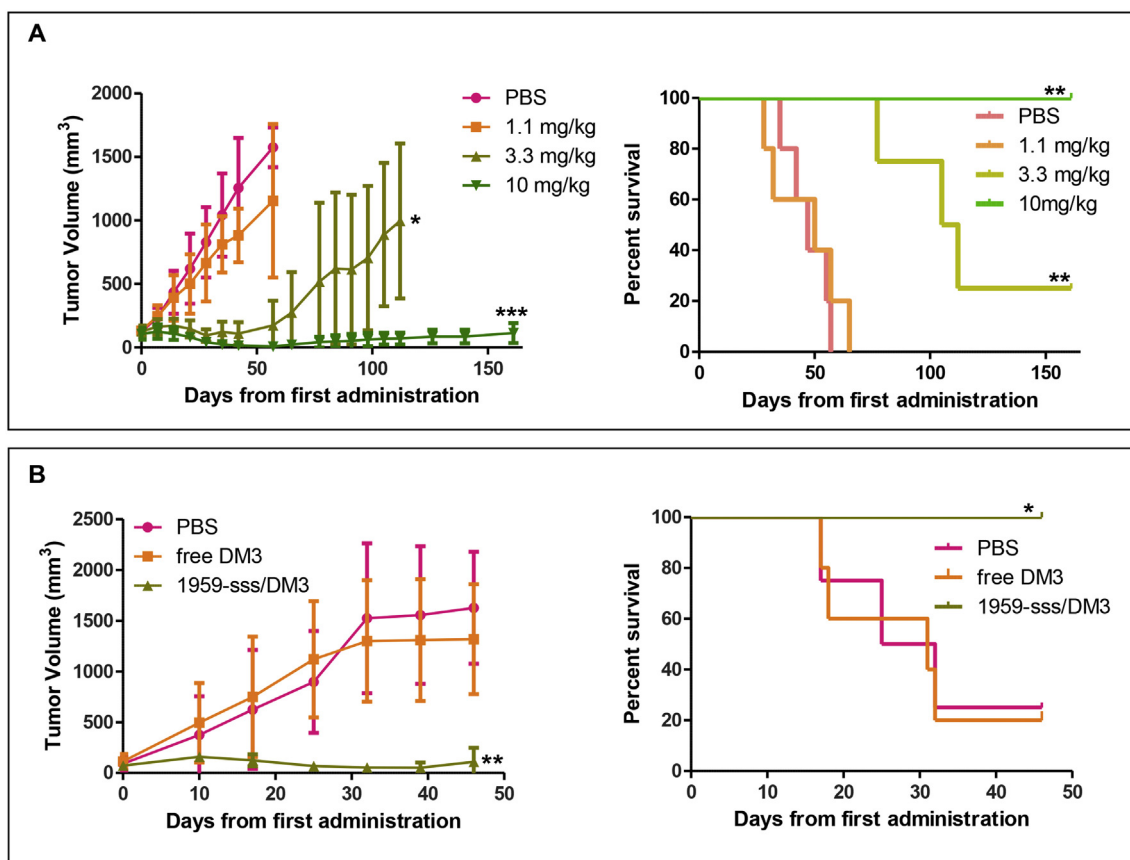 A
Tumor Volume (mm³)
2000
1500
1000
500
0
0 50 100 150
Days from first administration
PBS
1.1 mg/kg
3.3 mg/kg
10 mg/kg
*
***
Percent survival
100
80
60
40
20
0
0 50 100 150
Days from first administration
**
PBS
1.1 mg/kg
3.3 mg/kg
10mg/kg
**
B
Tumor Volume (mm³)
2500
2000
1500
1000
500
0
0 10 20 30 40 50
Days from first administration
PBS
free DM3
1959-sss/DM3
**
Percent survival
100
80
60
40
20
0
0 10 20 30 40 50
Days from first administration
*
PBS
free DM3
1959-sss/DM3